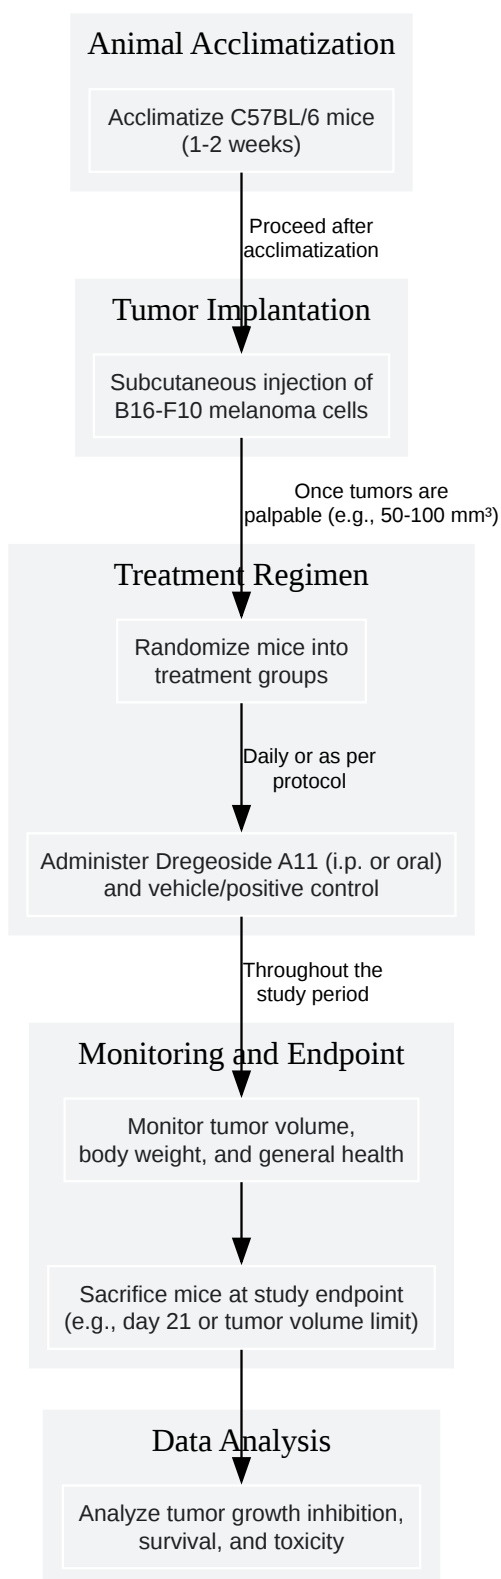 Animal Acclimatization
Acclimatize C57BL/6 mice
(1-2 weeks)
Proceed after
acclimatization
Tumor Implantation
Subcutaneous injection of
B16-F10 melanoma cells
Once tumors are
palpable (e.g., 50-100 mm³)
Treatment Regimen
Randomize mice into
treatment groups
Daily or as per
protocol
Administer Dregeoside A11 (i.p. or oral)
and vehicle/positive control
Throughout the
study period
Monitoring and Endpoint
Monitor tumor volume,
body weight, and general health
Sacrifice mice at study endpoint
(e.g., day 21 or tumor volume limit)
Data Analysis
Analyze tumor growth inhibition,
survival, and toxicity